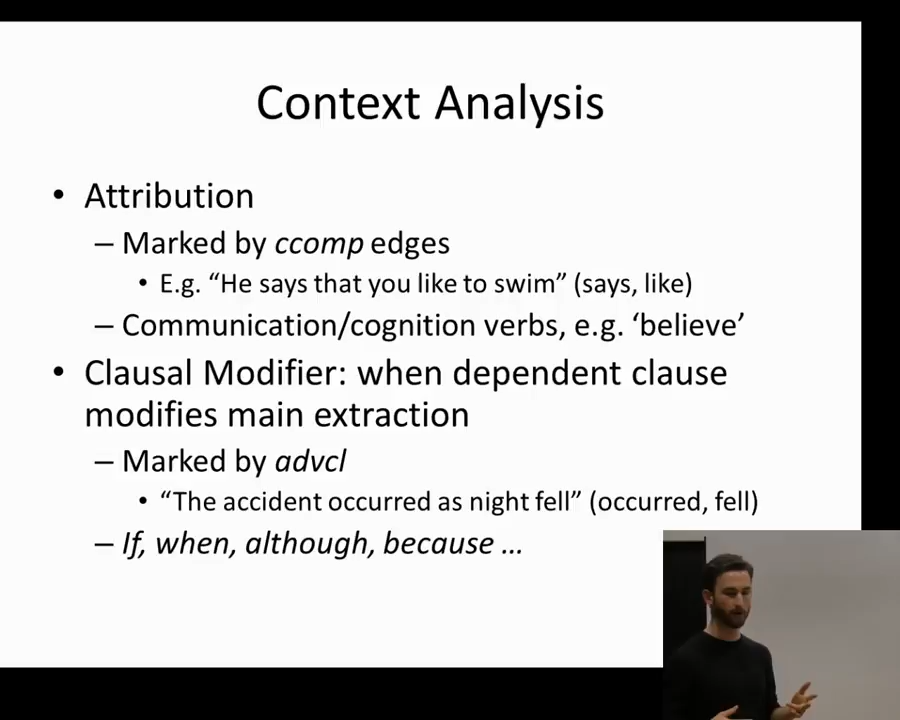 Context Analysis
• Attribution
– Marked by ccomp edges
• E.g. “He says that you like to swim” (says, like)
– Communication/cognition verbs, e.g. ‘believe’
• Clausal Modifier: when dependent clause
modifies main extraction
– Marked by advcl
• “The accident occurred as night fell” (occurred, fell)
– If, when, although, because …